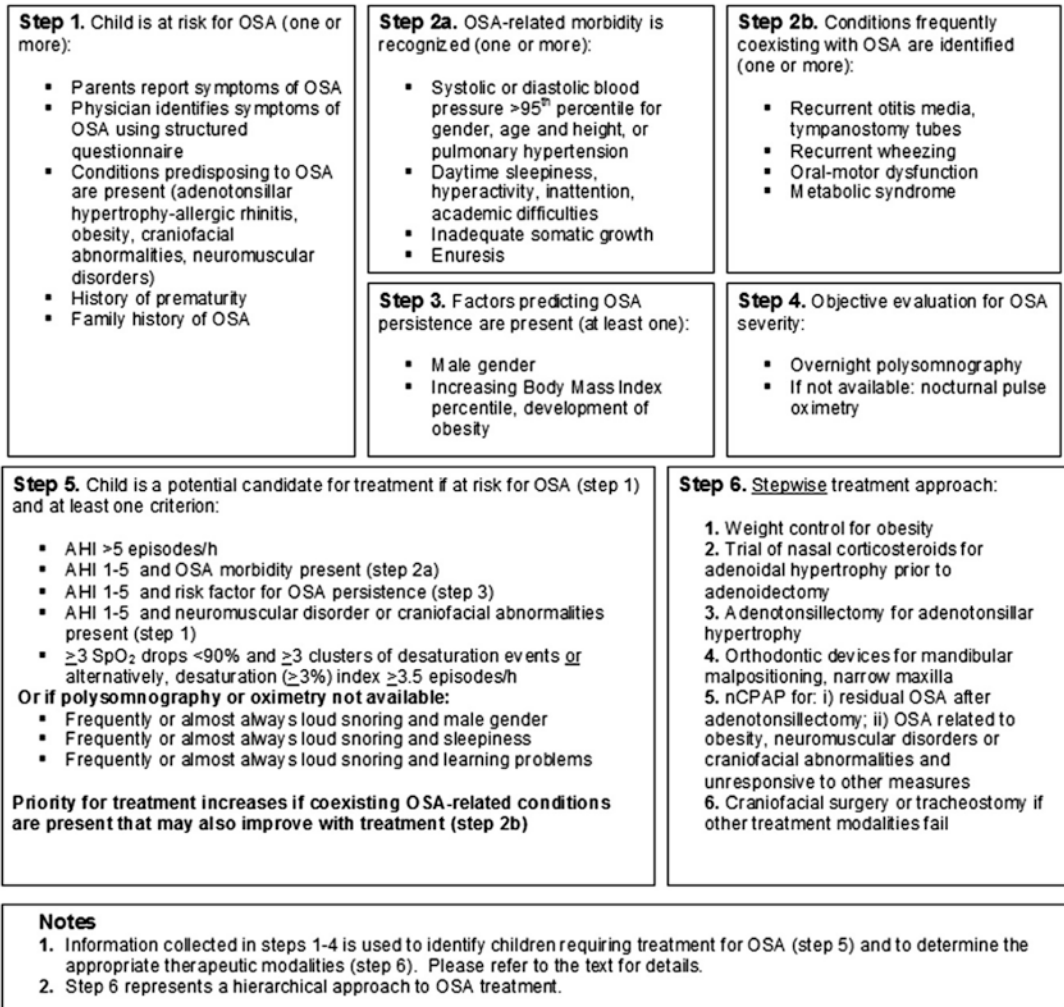 Step 1. Child is at risk for OSA (one or
more):
▪ Parents report symptoms of OSA
▪ Physician identifies symptoms of
OSA using structured
questionnaire
▪ Conditions predisposing to OSA
are present (adenotonsillar
hypertrophy-allergic rhinitis,
obesity, craniofacial
abnormalities, neuromuscular
disorders)
▪ History of prematurity
▪ Family history of OSA
Step 2a. OSA-related morbidity is
recognized (one or more):
▪ Systolic or diastolic blood
pressure >95th percentile for
gender, age and height, or
pulmonary hypertension
▪ Daytime sleepiness,
hyperactivity, inattention,
academic difficulties
▪ Inadequate somatic growth
▪ Enuresis
Step 2b. Conditions frequently
coexisting with OSA are identified
(one or more):
▪ Recurrent otitis media,
tympanostomy tubes
▪ Recurrent wheezing
▪ Oral-motor dysfunction
▪ Metabolic syndrome
Step 3. Factors predicting OSA
persistence are present (at least one):
▪ Male gender
▪ Increasing Body Mass Index
percentile, development of
obesity
Step 4. Objective evaluation for OSA
severity:
▪ Overnight polysomnography
▪ If not available: nocturnal pulse
oximetry
Step 5. Child is a potential candidate for treatment if at risk for OSA (step 1)
and at least one criterion:
▪ AHI >5 episodes/h
▪ AHI 1-5 and OSA morbidity present (step 2a)
▪ AHI 1-5 and risk factor for OSA persistence (step 3)
▪ AHI 1-5 and neuromuscular disorder or craniofacial abnormalities
present (step 1)
▪ ≥3 SpO₂ drops <90% and ≥3 clusters of desaturation events or
alternatively, desaturation (≥3%) index ≥3.5 episodes/h
Or if polysomnography or oximetry not available:
▪ Frequently or almost always loud snoring and male gender
▪ Frequently or almost always loud snoring and sleepiness
▪ Frequently or almost always loud snoring and learning problems
Priority for treatment increases if coexisting OSA-related conditions
are present that may also improve with treatment (step 2b)
Step 6. Stepwise treatment approach:
1. Weight control for obesity
2. Trial of nasal corticosteroids for
adenoidal hypertrophy prior to
adenoidectomy
3. Adenotonsillectomy for adenotonsillar
hypertrophy
4. Orthodontic devices for mandibular
malpositioning, narrow maxilla
5. nCPAP for: i) residual OSA after
adenotonsillectomy; ii) OSA related to
obesity, neuromuscular disorders or
craniofacial abnormalities and
unresponsive to other measures
6. Craniofacial surgery or tracheostomy if
other treatment modalities fail
Notes
1. Information collected in steps 1-4 is used to identify children requiring treatment for OSA (step 5) and to determine the
appropriate therapeutic modalities (step 6). Please refer to the text for details.
2. Step 6 represents a hierarchical approach to OSA treatment.